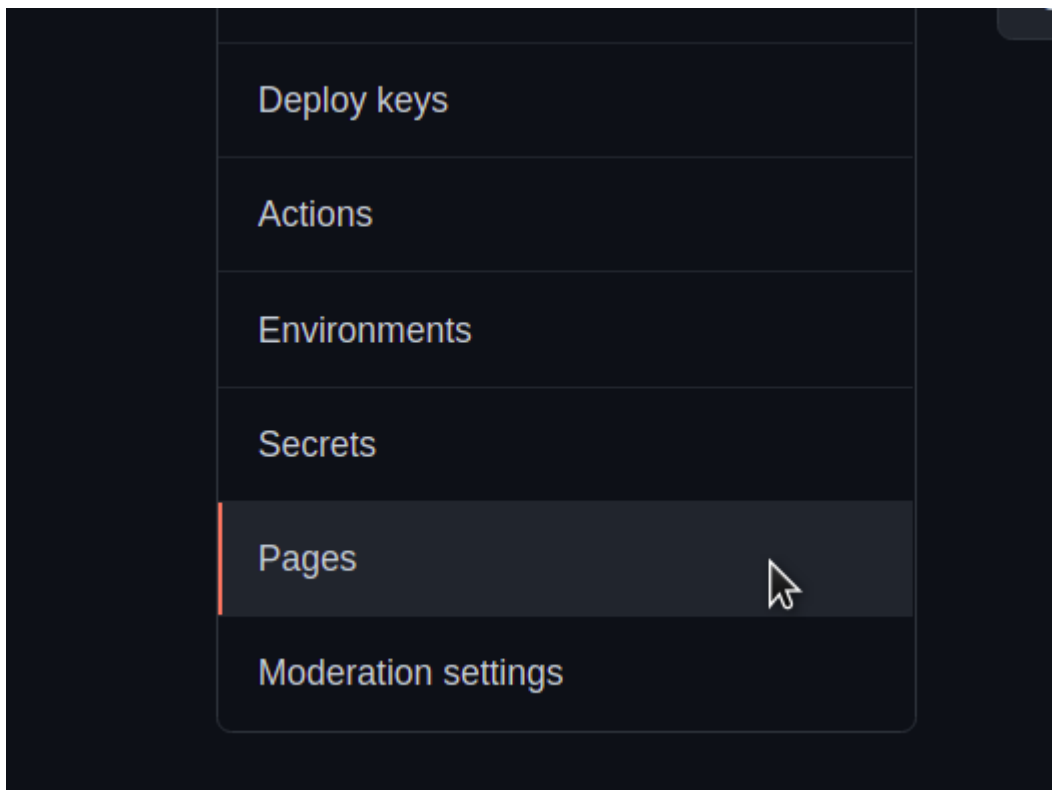 Deploy keys
Actions
Environments
Secrets
Pages
Moderation settings